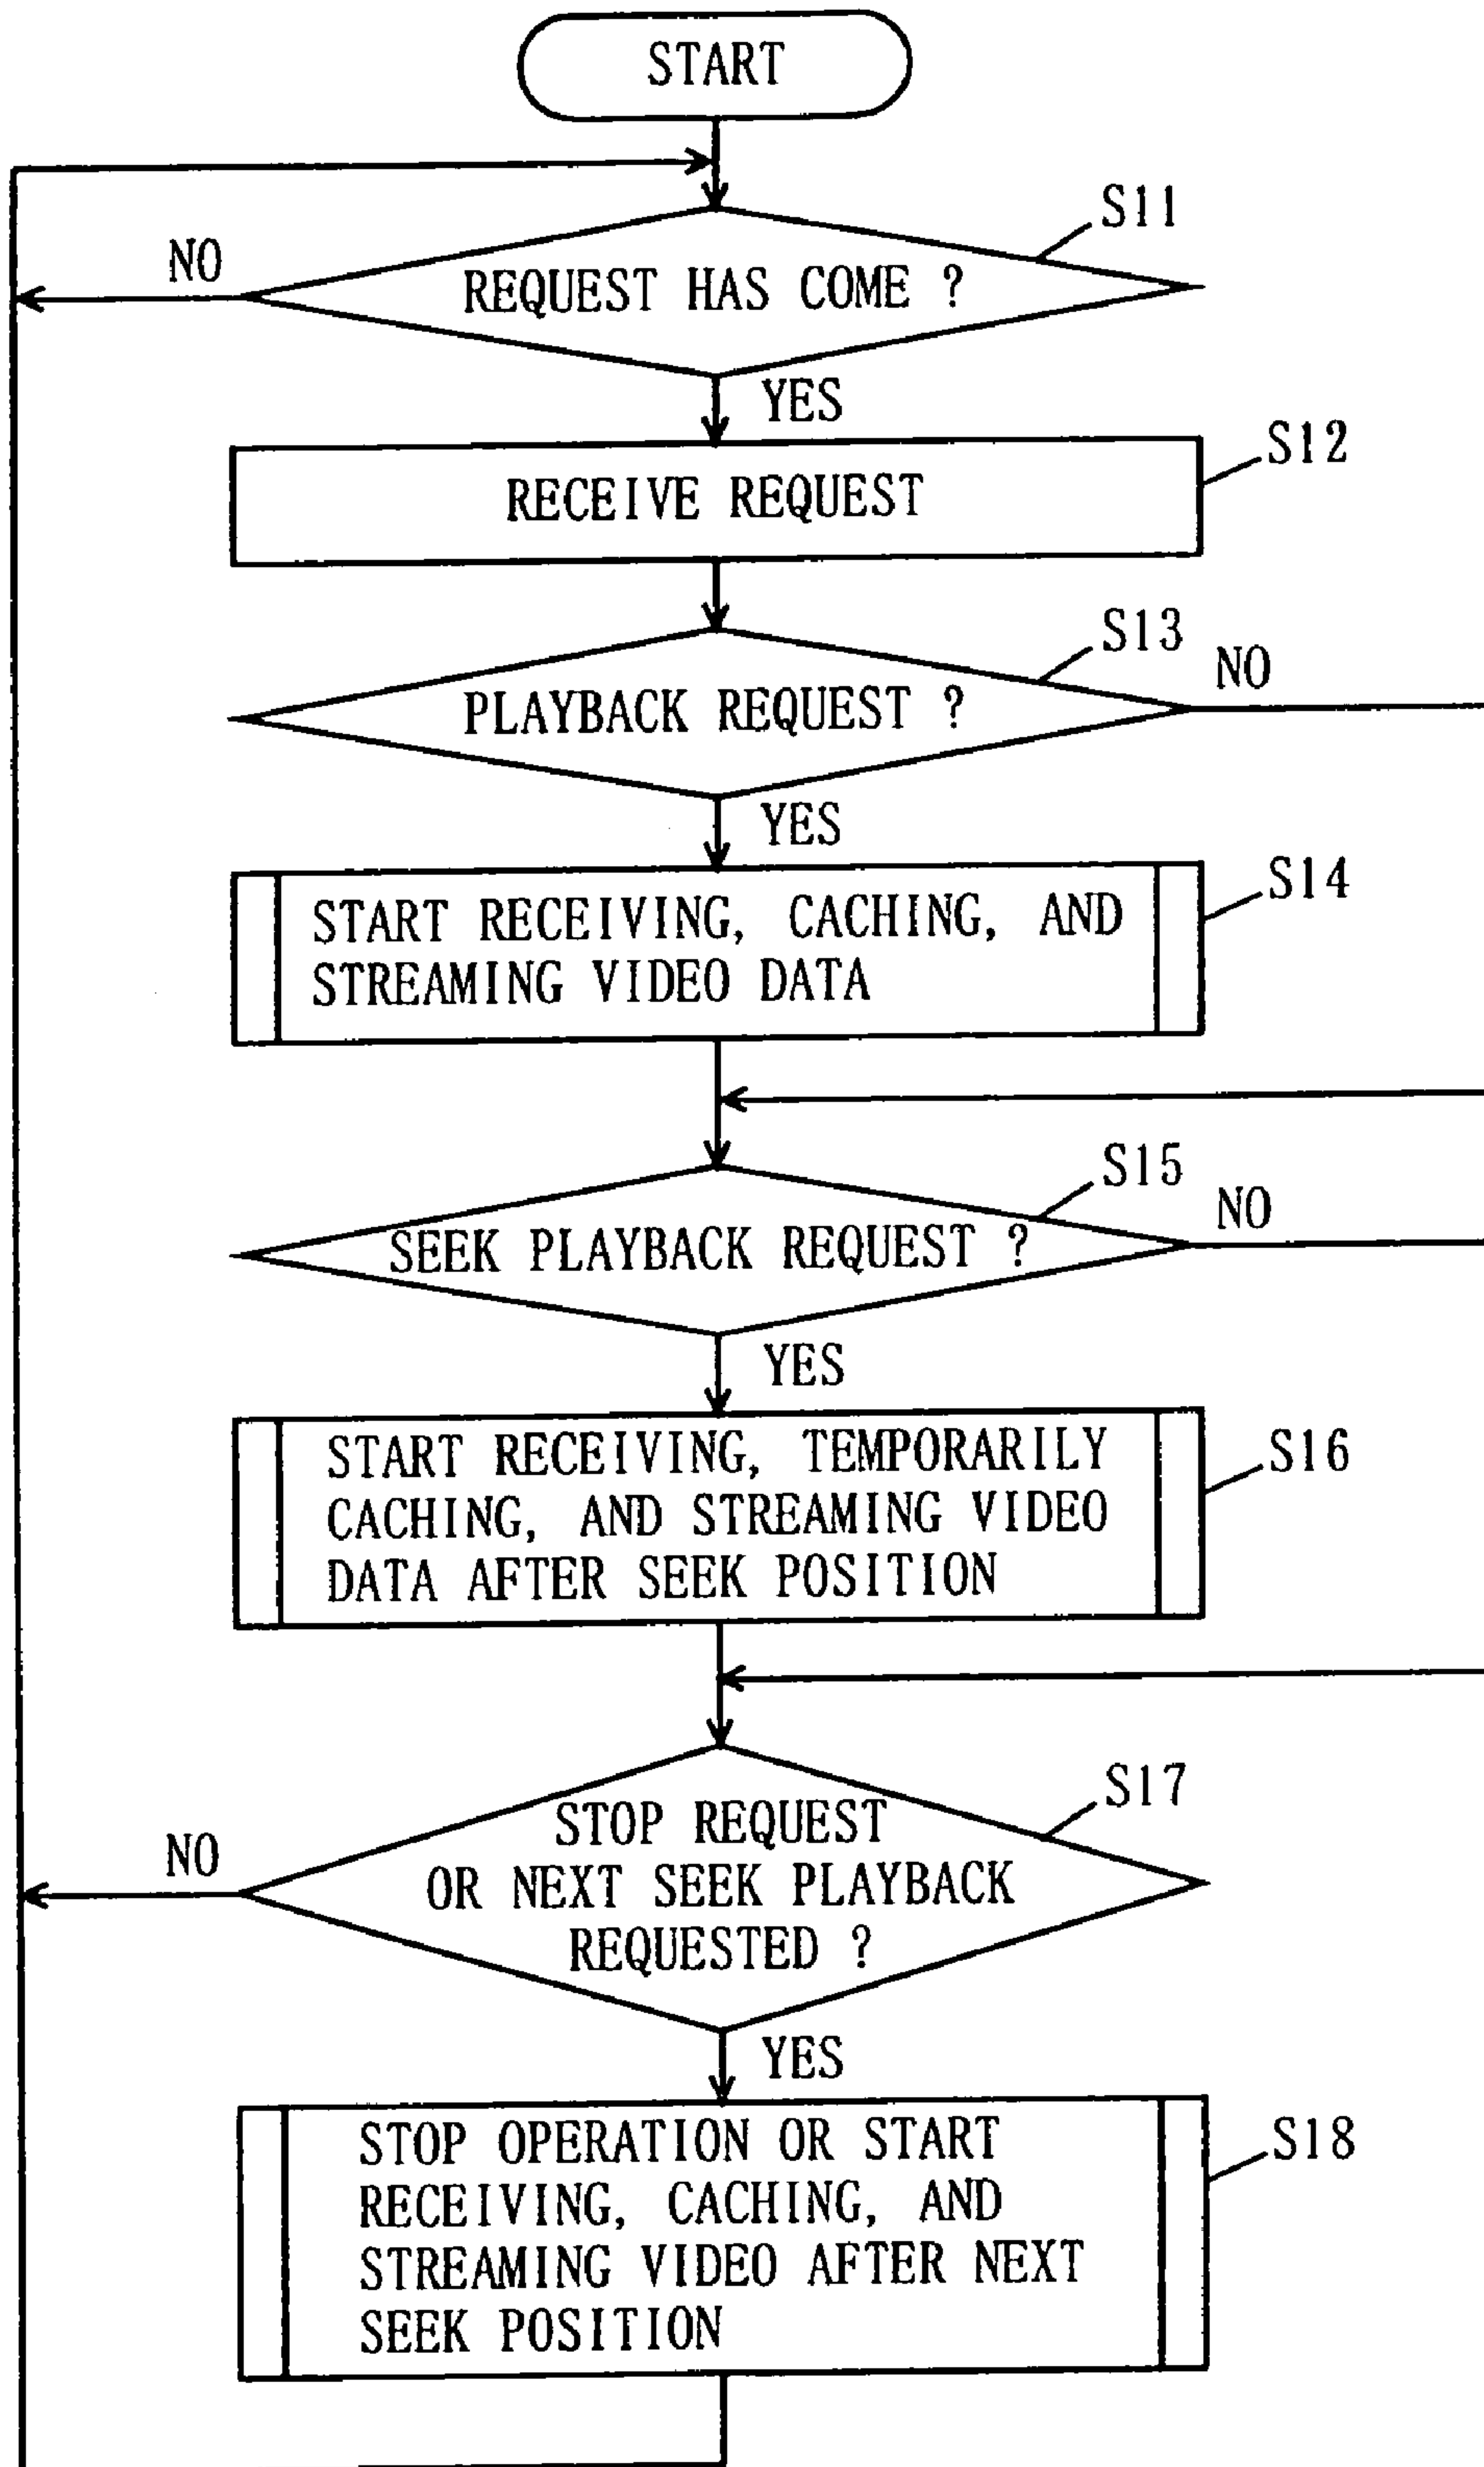 START
S11
NO
REQUEST HAS COME ?
YES
S12
RECEIVE REQUEST
S13
NO
PLAYBACK REQUEST ?
YES
S14
START RECEIVING, CACHING, AND
STREAMING VIDEO DATA
S15
NO
SEEK PLAYBACK REQUEST ?
YES
S16
START RECEIVING, TEMPORARILY
CACHING, AND STREAMING VIDEO
DATA AFTER SEEK POSITION
S17
NO
STOP REQUEST
OR NEXT SEEK PLAYBACK
REQUESTED ?
YES
S18
STOP OPERATION OR START
RECEIVING, CACHING, AND
STREAMING VIDEO AFTER NEXT
SEEK POSITION